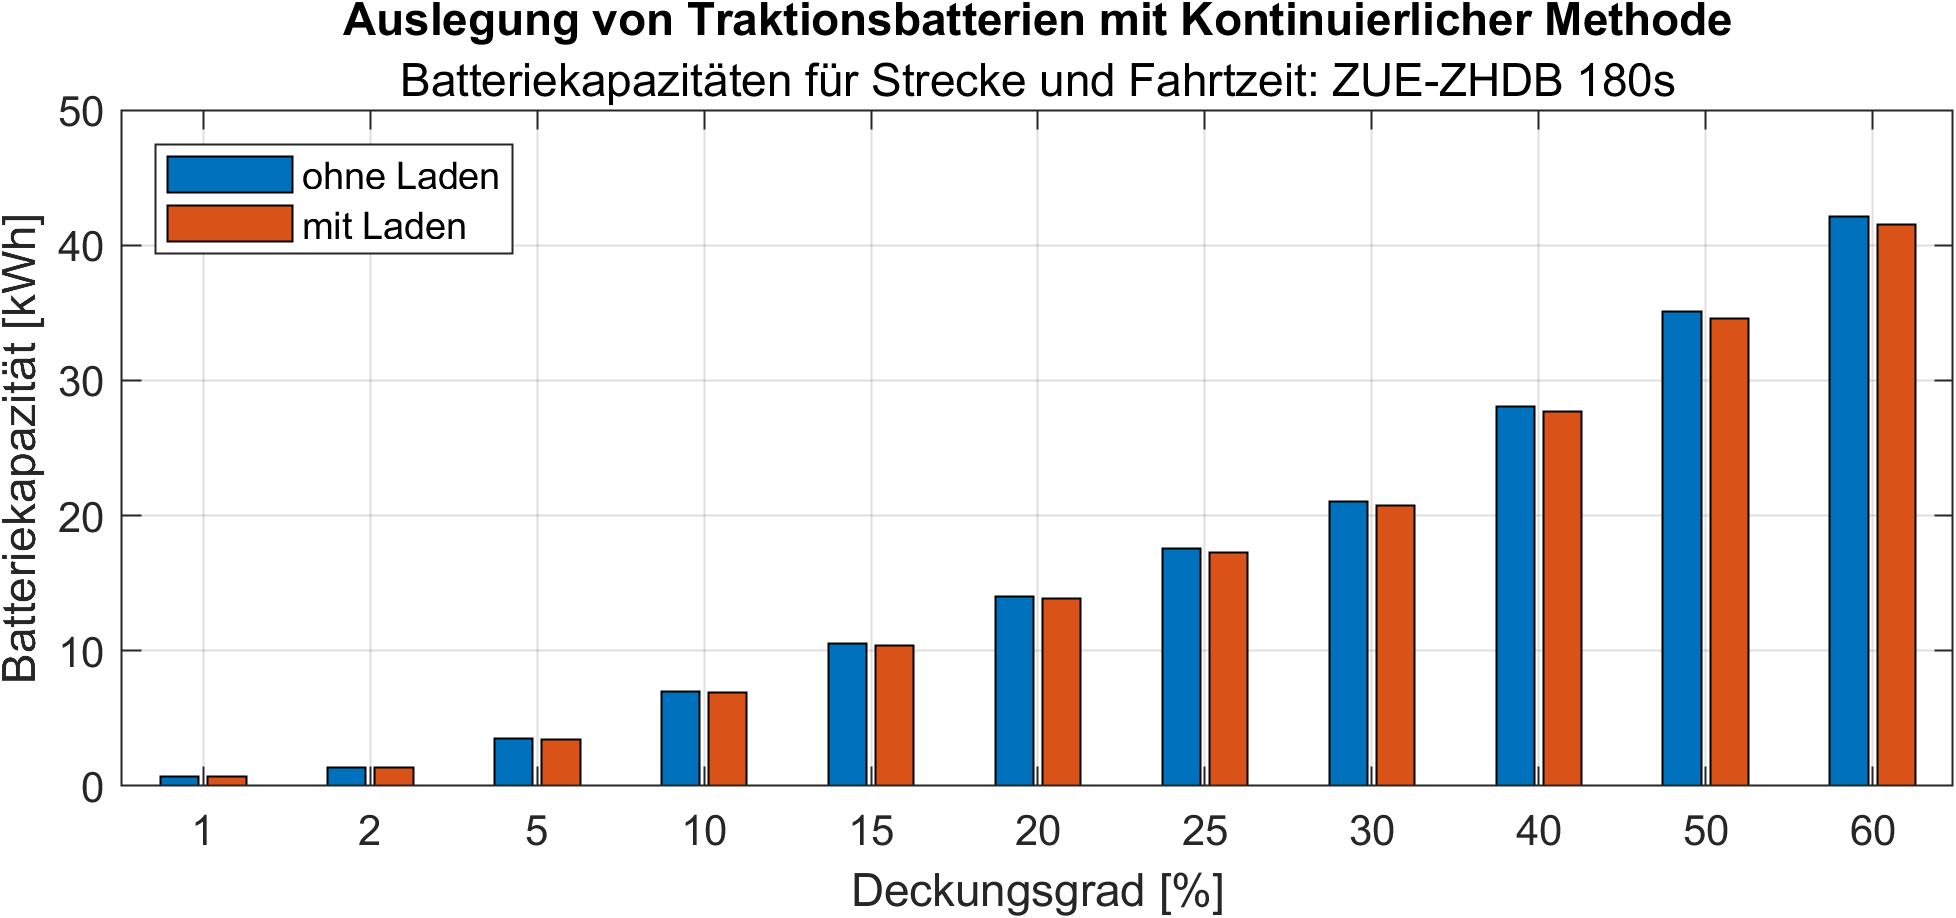 Auslegung von Traktionsbatterien mit Kontinuierlicher Methode
Batteriekapazitäten für Strecke und Fahrtzeit: ZUE-ZHDB 180s
Batteriekapazität [kWh]
50
40
30
20
10
0
ohne Laden
mit Laden
1 2 5 10 15 20 25 30 40 50 60
Deckungsgrad [%]